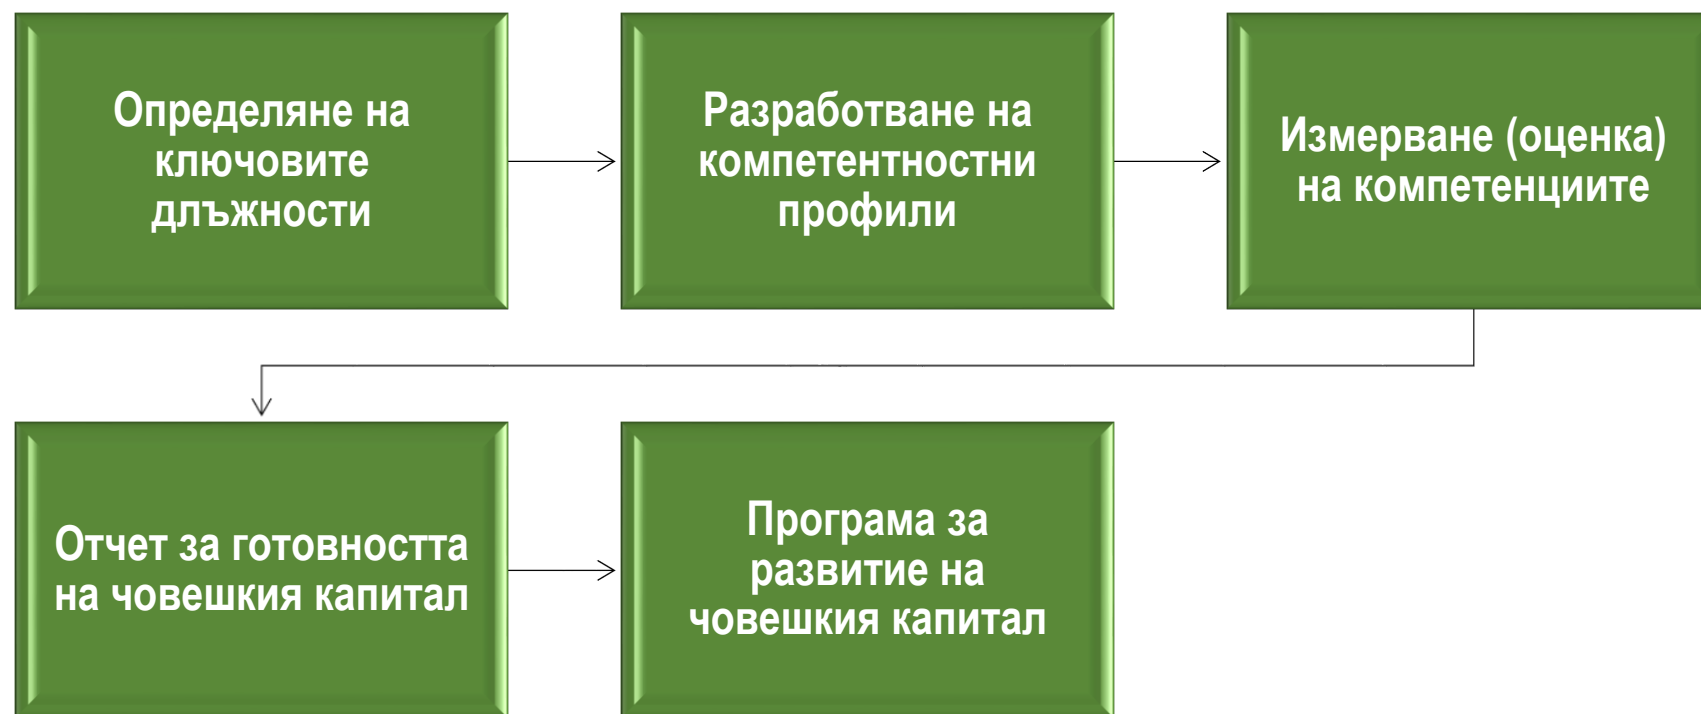 Определяне на
ключовите
длъжности
Разработване на
компетентностни
профили
Измерване (оценка)
на компетенциите
Отчет за готовността
на човешкия капитал
Програма за
развитие на
човешкия капитал